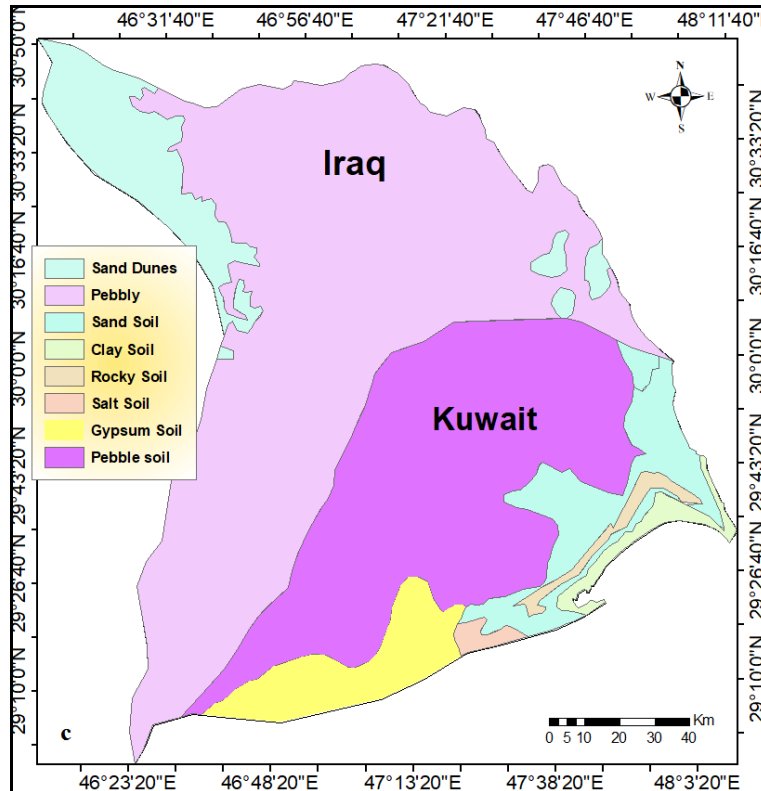 46°31'40"E 46°56'40"E 47°21'40"E 47°46'40"E 48°11'40"E
30°50'0"N
30°33'20"N
30°16'40"N
30°0'0"N
29°43'20"N
29°26'40"N
29°10'0"N
N
W E
S
Iraq
Kuwait
Sand Dunes
Pebbly
Sand Soil
Clay Soil
Rocky Soil
Salt Soil
Gypsum Soil
Pebble soil
30°33'20"N
30°16'40"N
30°0'0"N
29°43'20"N
29°26'40"N
29°10'0"N
c
Km
0 5 10 20 30 40
46°23'20"E 46°48'20"E 47°13'20"E 47°38'20"E 48°3'20"E